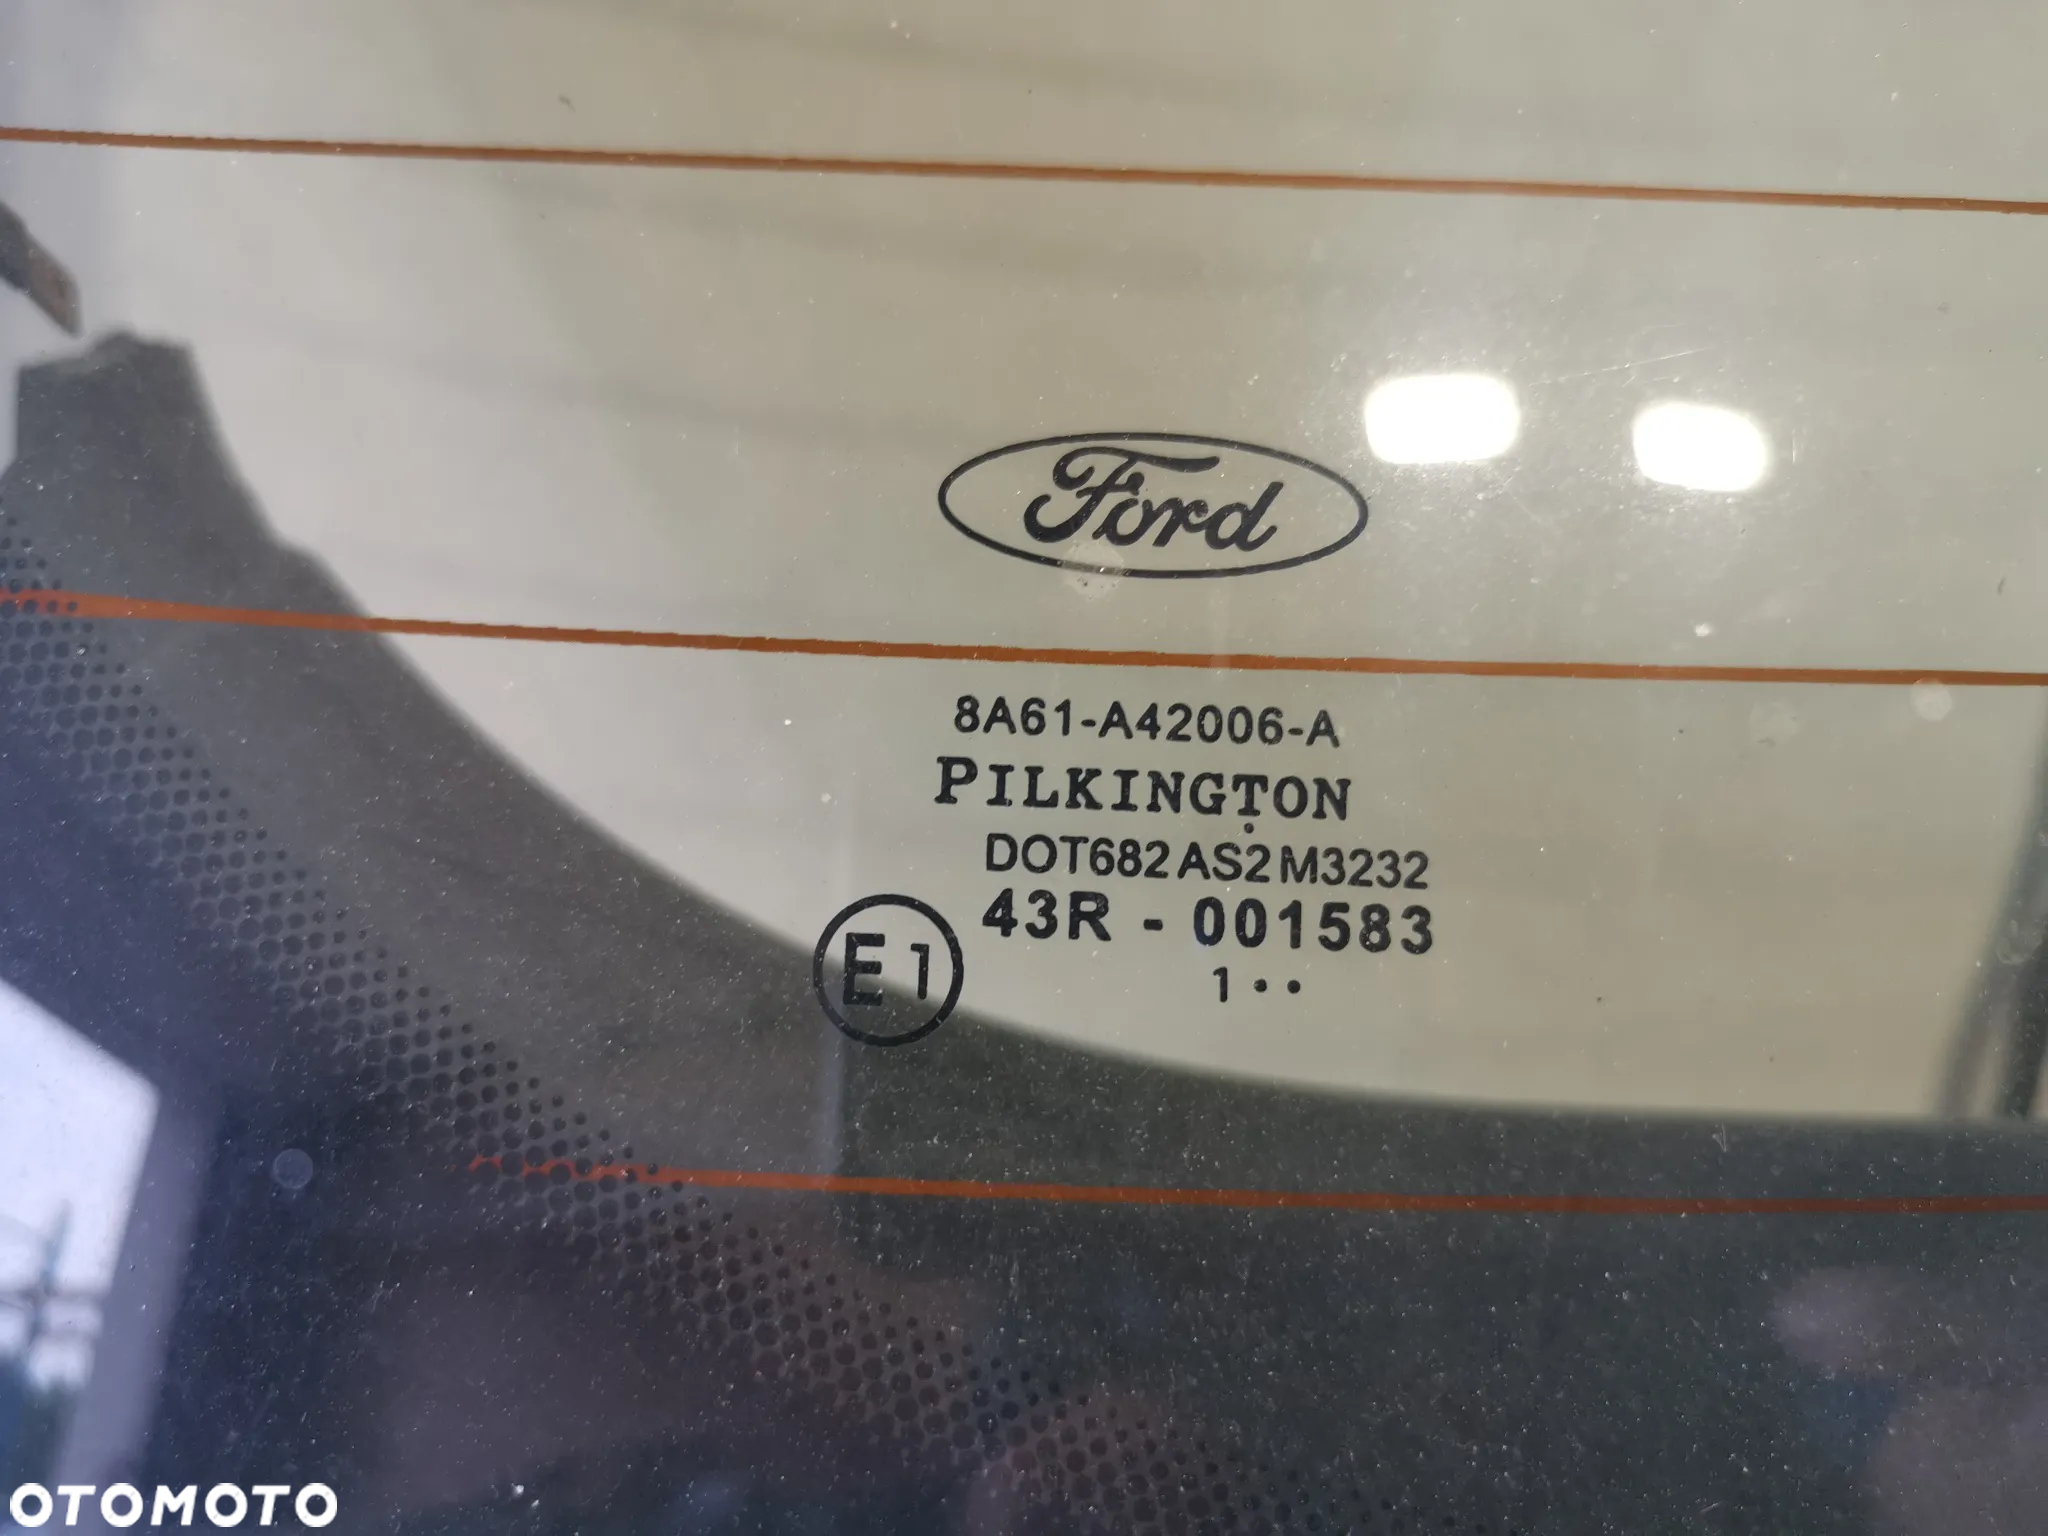 Ford
8A61-A42006-A
PILKINGTON
DOT682 AS2 M3232
43R - 001583
E1
1 • •
OTOMOTO